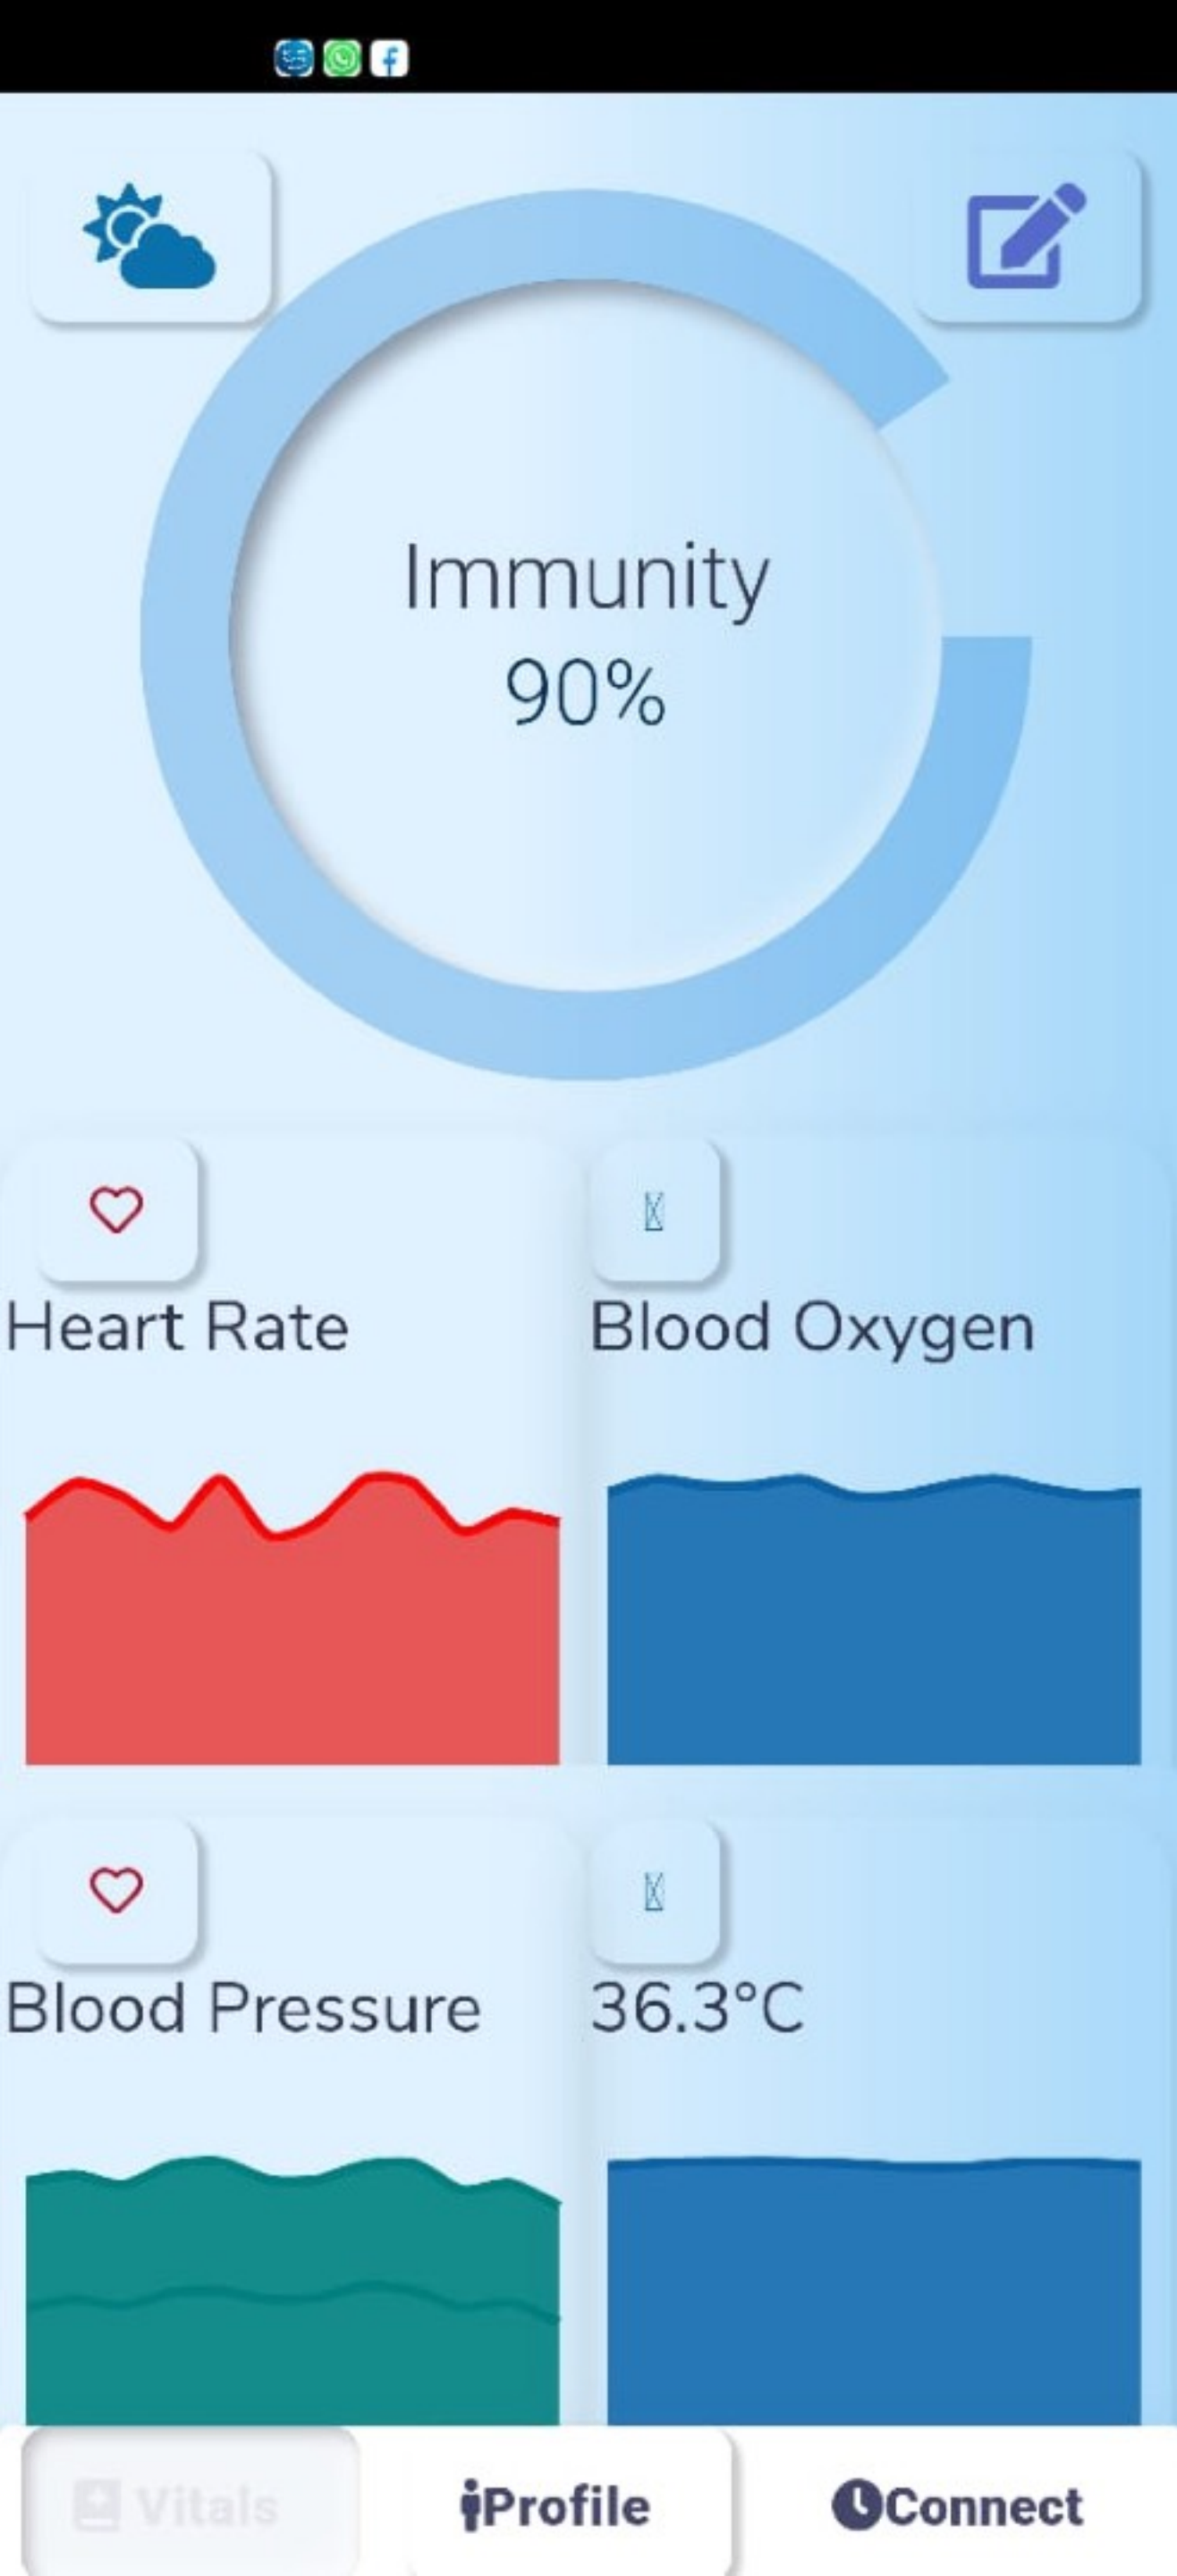 Immunity
90%
Heart Rate
Blood Oxygen
Blood Pressure
36.3°C
Vitals
Profile
Connect